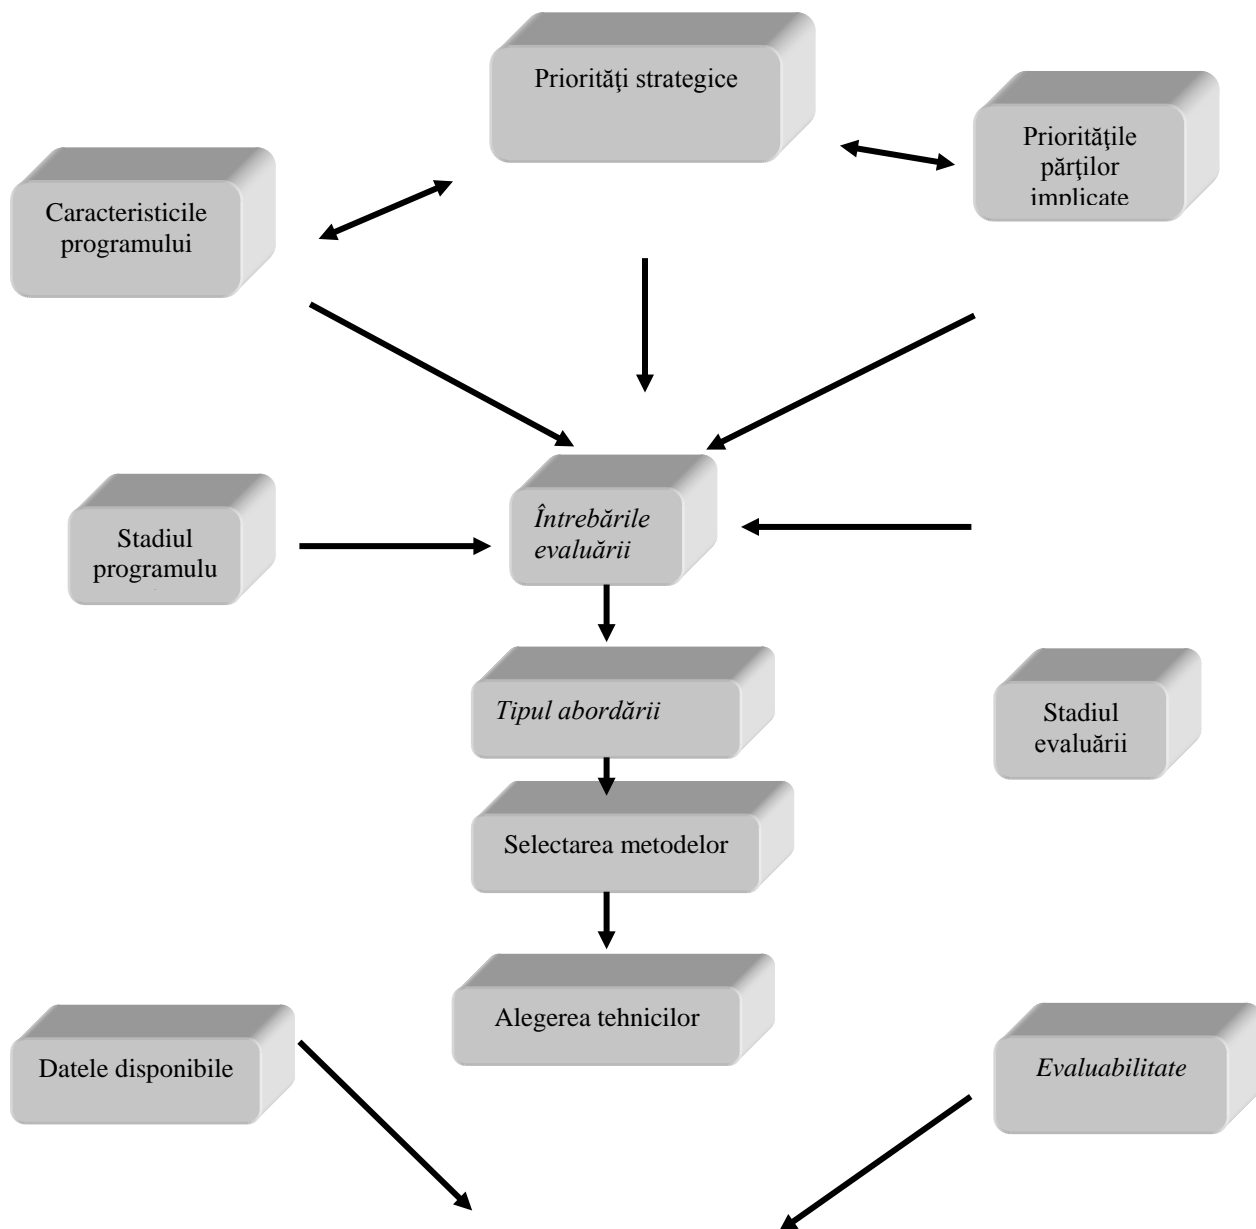 Priorităţi strategice
Priorităţile
părţilor
implicate
Caracteristicile
programului
Întrebările
evaluării
Stadiul
programulu
Tipul abordării
Stadiul
evaluării
Selectarea metodelor
Alegerea tehnicilor
Datele disponibile
Evaluabilitate